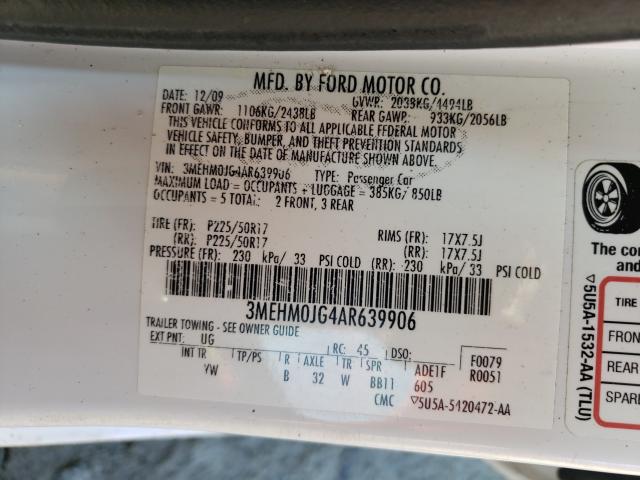 MFD. BY FORD MOTOR CO.
DATE: 12/09 GVWR: 2038KG/4494LB
FRONT GAWR: 1106KG/2438LB REAR GAWR: 933KG/2056LB
THIS VEHICLE CONFORMS TO ALL APPLICABLE FEDERAL MOTOR
VEHICLE SAFETY, BUMPER, AND THEFT PREVENTION STANDARDS
IN EFFECT ON THE DATE OF MANUFACTURE SHOWN ABOVE.
VIN: 3MEHM0JG4AR639906 TYPE: Passenger Car
MAXIMUM LOAD = OCCUPANTS + LUGGAGE = 385KG/ 850LB
OCCUPANTS = 5 TOTAL: 2 FRONT, 3 REAR
TIRE (FR): P225/50R17 RIMS (FR): 17X7.5J
(RR): P225/50R17 (RR): 17X7.5J
PRESSURE (FR): 230 kPa/ 33 PSI COLD (RR): 230 kPa/ 33 PSI COLD
3MEHM0JG4AR639906
TRAILER TOWING - SEE OWNER GUIDE
EXT PNT: UG RC: 45 DSO: F0079
INT TR TP/PS R AXLE TR SPR ADE1F R0051
YW B 32 W BB11 605
CMC ▽5U5A-5420472-AA
The co
and
TIRE
FRONT
REAR
SPARE
▽5U5A-1532-AA (TLU)